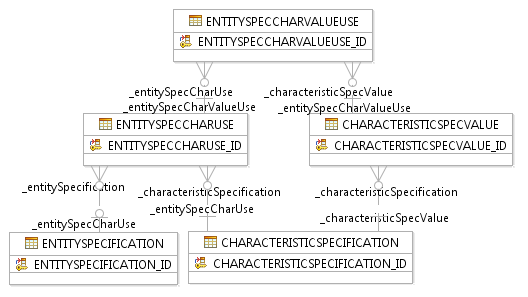 ENTITYSPECCHARVALUEUSE
ENTITYSPECCHARVALUEUSE_ID
_entitySpecCharUse
_characteristicSpecValue
_entitySpecCharValueUse
_entitySpecCharValueUse
ENTITYSPECCHARUSE
CHARACTERISTICSPECVALUE
ENTITYSPECCHARUSE_ID
CHARACTERISTICSPECVALUE_ID
_entitySpecification
_characteristicSpecification
_characteristicSpecification
_entitySpecCharUse
_entitySpecCharUse
_characteristicSpecValue
ENTITYSPECIFICATION
CHARACTERISTICSPECIFICATION
ENTITYSPECIFICATION_ID
CHARACTERISTICSPECIFICATION_ID